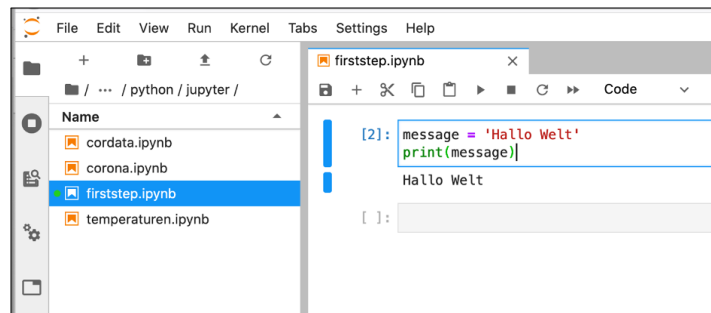 File Edit View Run Kernel Tabs Settings Help
firststep.ipynb
/ ... / python / jupyter /
Code
Name
cordata.ipynb
corona.ipynb
firststep.ipynb
temperaturen.ipynb
[2]: message = 'Hallo Welt'
print(message)
Hallo Welt
[ ]: